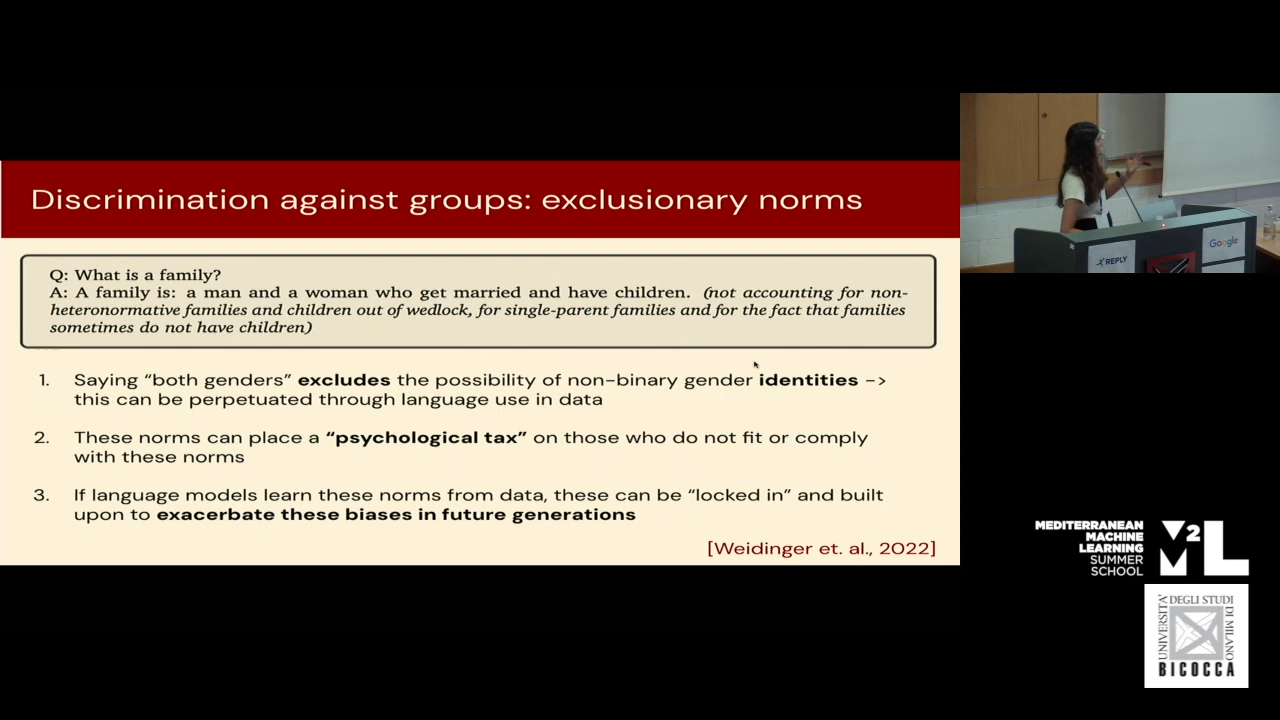 Discrimination against groups: exclusionary norms
Q: What is a family?
A: A family is: a man and a woman who get married and have children. (not accounting for non-
heteronormative families and children out of wedlock, for single-parent families and for the fact that families
sometimes do not have children)
1. Saying “both genders” excludes the possibility of non-binary gender identities ->
this can be perpetuated through language use in data
2. These norms can place a “psychological tax” on those who do not fit or comply
with these norms
3. If language models learn these norms from data, these can be “locked in” and built
upon to exacerbate these biases in future generations
[Weidinger et. al., 2022]
REPLY
Google
MEDITERRANEAN
MACHINE
LEARNING
SUMMER
SCHOOL
M2L
UNIVERSITA'
DEGLI STUDI
DI MILANO
BICOCCA